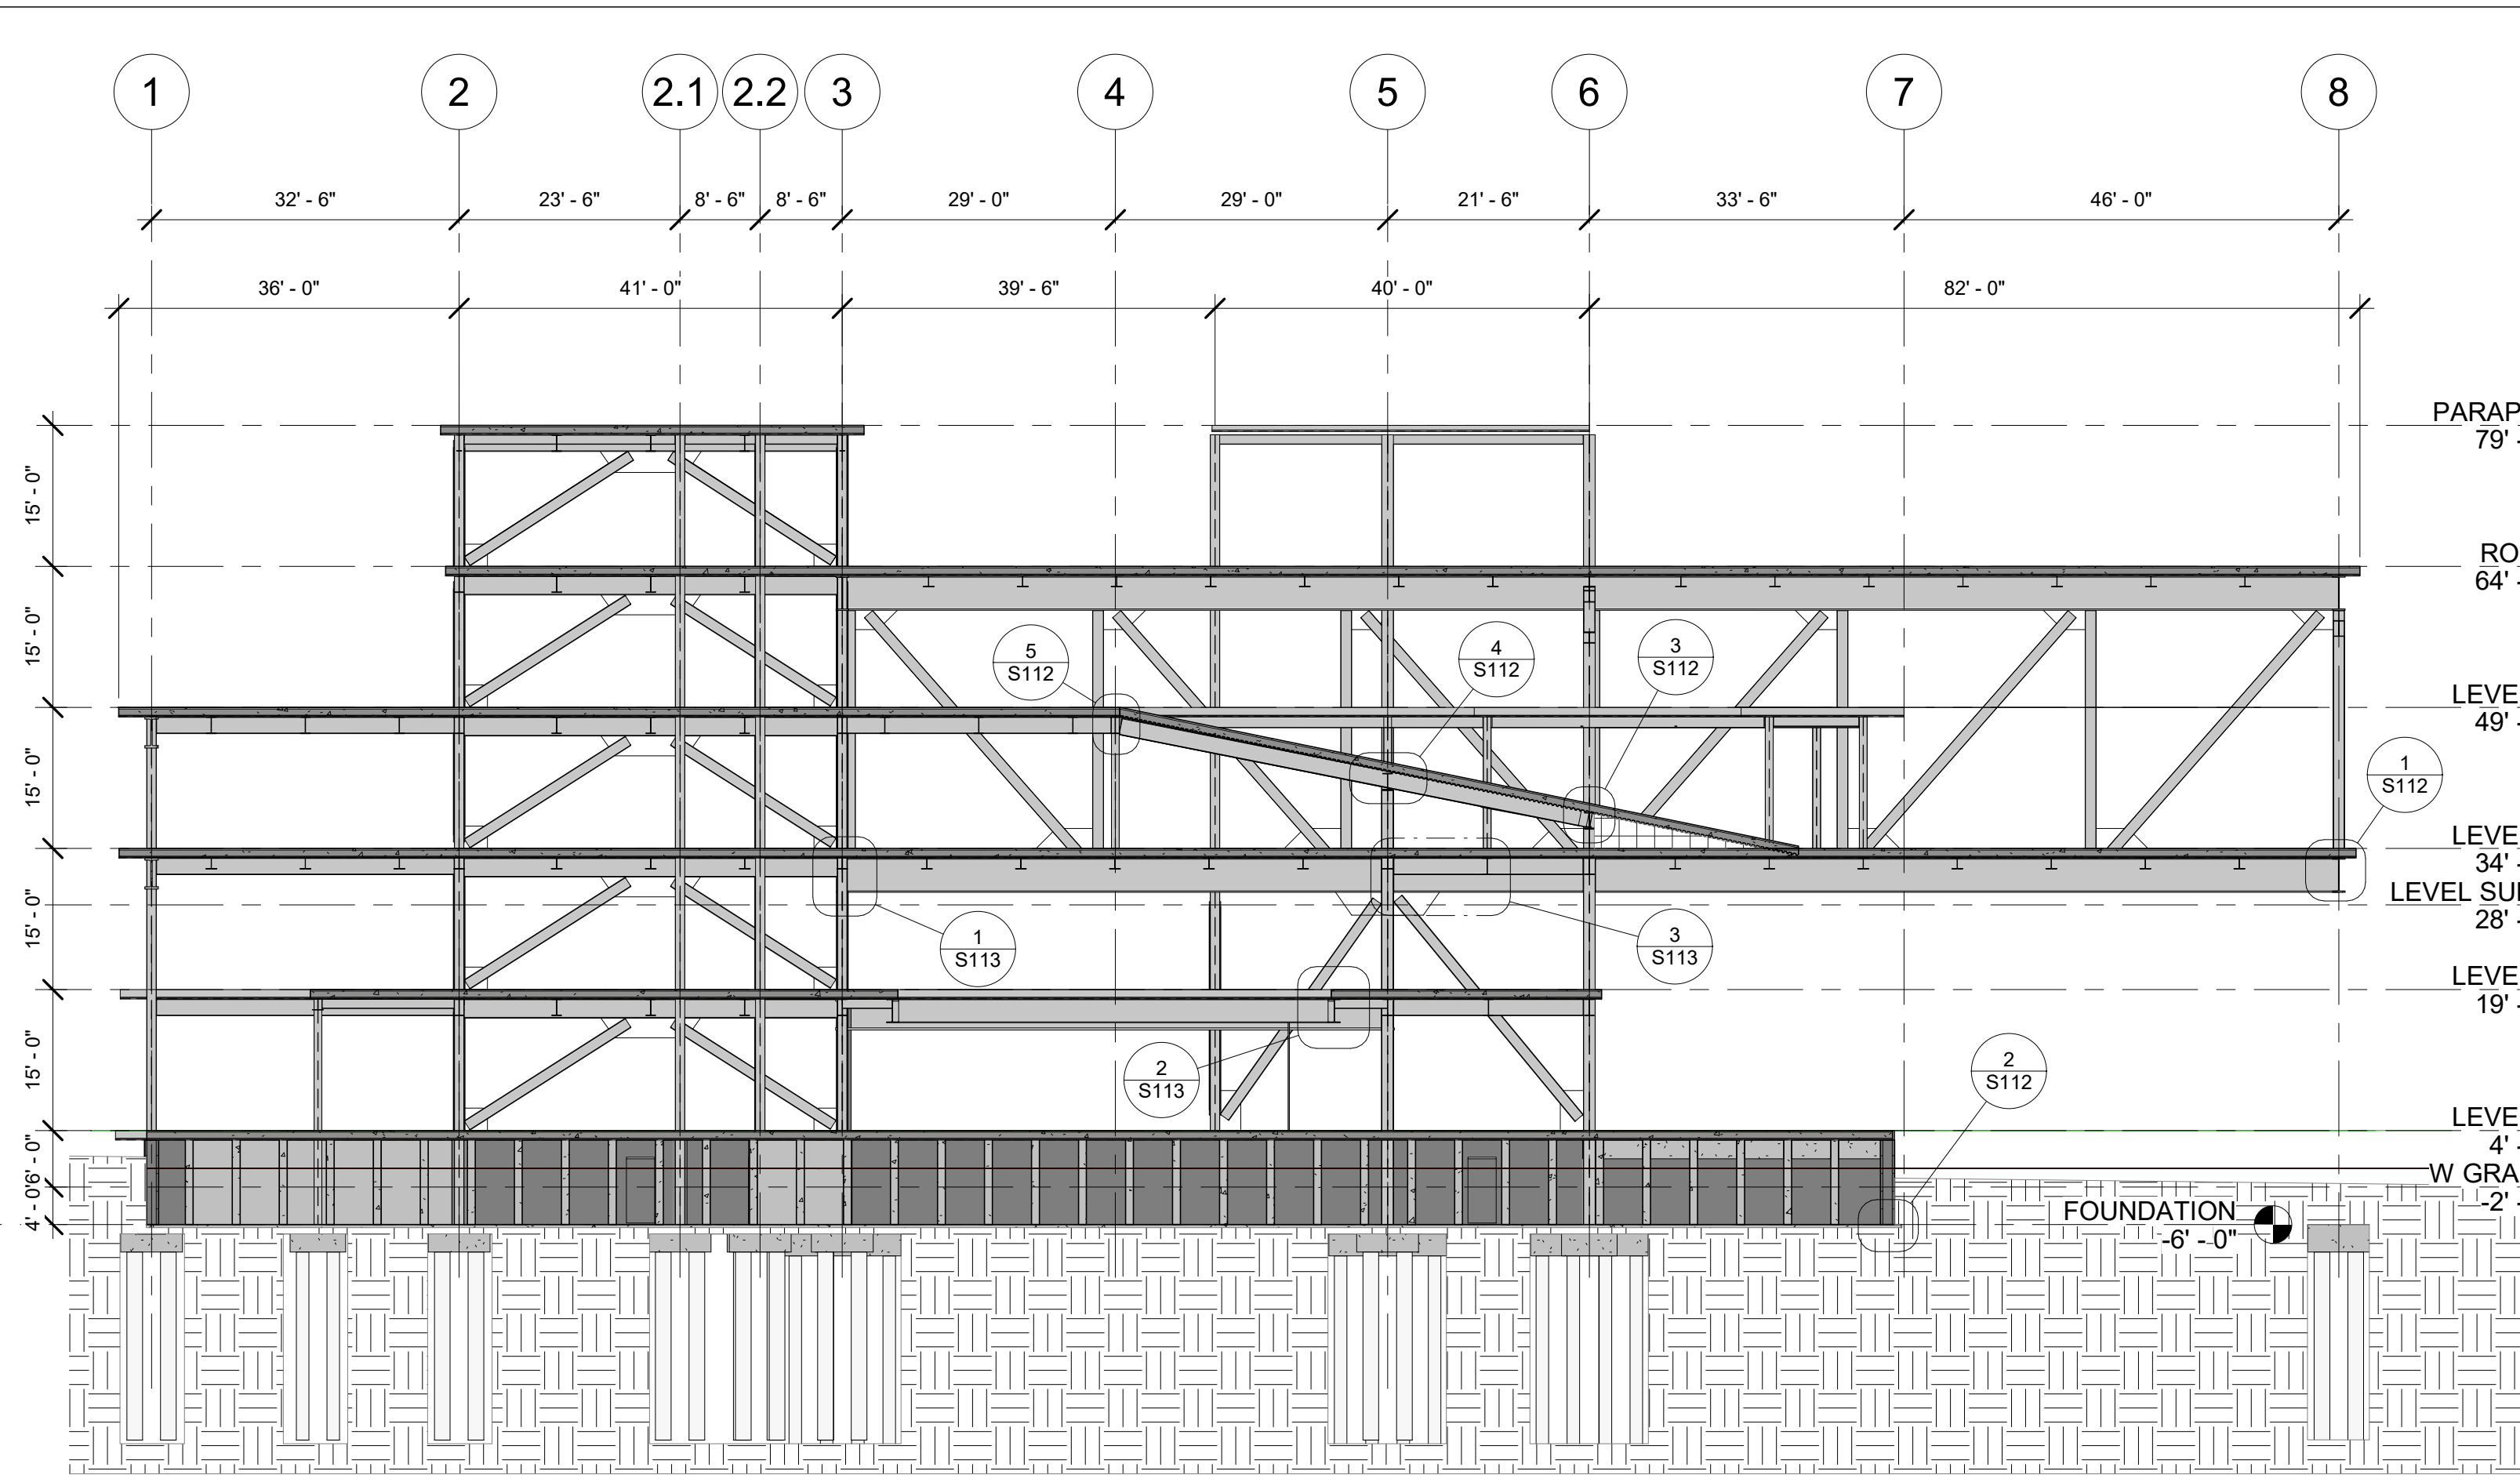 1 2 2.1 2.2 3 4 5 6 7 8
32' - 6" 23' - 6" 8' - 6" 8' - 6" 29' - 0" 29' - 0" 21' - 6" 33' - 6" 46' - 0"
36' - 0" 41' - 0" 39' - 6" 40' - 0" 82' - 0"
PARAP
79' -
15' - 0"
RO
64' -
15' - 0"
5
S112
4
S112
3
S112
LEVE
49' -
15' - 0"
1
S112
LEVE
34' -
LEVEL SU
28' -
15' - 0"
1
S113
3
S113
LEVE
19' -
15' - 0"
2
S113
2
S112
LEVE
4' -
W GRA
-2' -
6' - 0"
4' - 0"
FOUNDATION
-6' - 0"